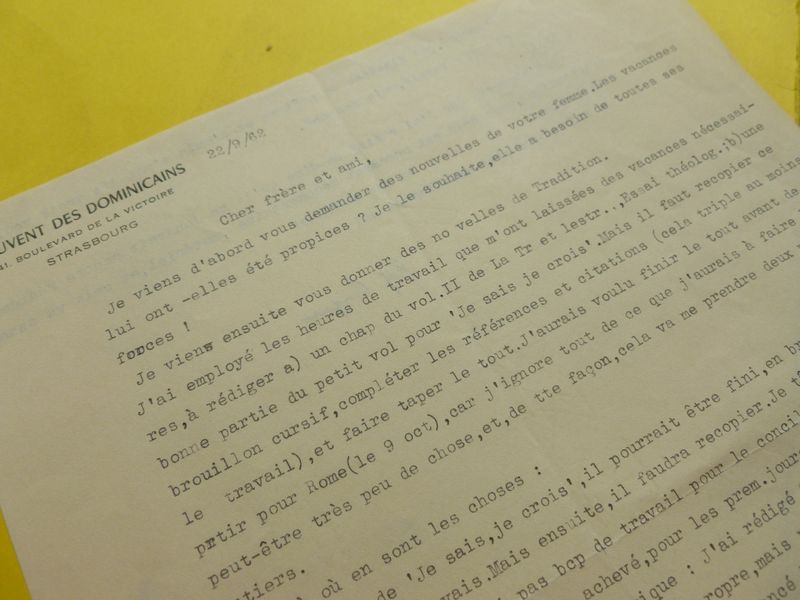 UVENT DES DOMINICAINS
41, BOULEVARD DE LA VICTOIRE
STRASBOURG
22/9/62
Cher frère et ami,
Je viens d'abord vous demander des nouvelles de votre femme.Les vacances
lui ont -elles été propices ? Je le souhaite,elle a besoin de toutes ses
forces !
Je viens ensuite vous donner des no velles de Tradition.
J'ai employé les heures de travail que m'ont laissées des vacances nécessai-
res,à rédiger a) un chap du vol.II de La Tr et lestr..,Essai théolog.;b)une
bonne partie du petit vol pour 'Je sais je crois'.Mais il faut recopier ce
brouillon cursif,compléter les références et citations (cela triple au moins
le travail),et faire taper le tout.J'aurais voulu finir le tout avant de
prtir pour Rome(le 9 oct),car j'ignore tout de ce que j'aurais à faire
peut-être très peu de chose,et,de tte façon,cela va me prendre deux
tiers.
où en sont les choses :
de 'Je sais,je crois',il pourrait être fini,en br
vais.Mais ensuite,il faudra recopier.Je t
pas bcp de travail pour le concil
achevé,pour les prem.jours
ique : J'ai rédigé
propre,mais
ncé